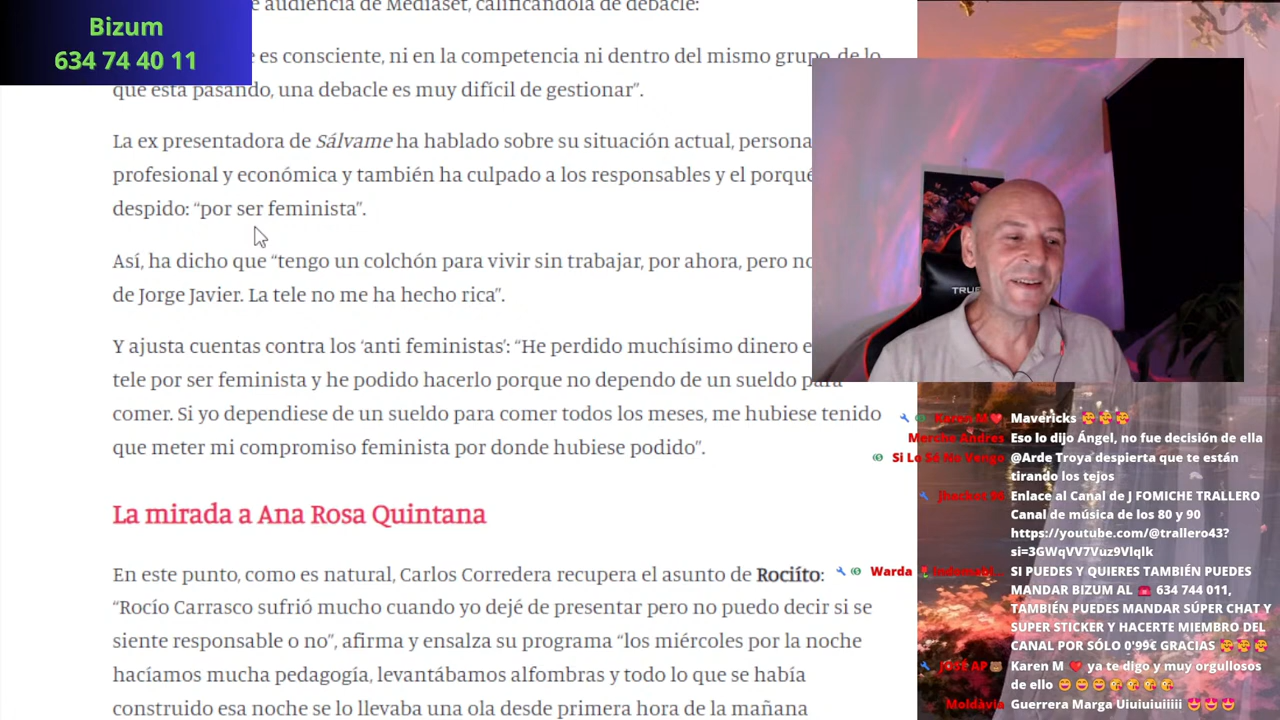 Bizum
634 74 40 11
e audiencia de Mediaset, calificándola de debacle:
e es consciente, ni en la competencia ni dentro del mismo grupo, de lo
que está pasando, una debacle es muy difícil de gestionar”.
La ex presentadora de Sálvame ha hablado sobre su situación actual, persona
profesional y económica y también ha culpado a los responsables y el porqué
despido: “por ser feminista”.
Así, ha dicho que “tengo un colchón para vivir sin trabajar, por ahora, pero no
de Jorge Javier. La tele no me ha hecho rica”.
Y ajusta cuentas contra los ‘anti feministas’: “He perdido muchísimo dinero e
tele por ser feminista y he podido hacerlo porque no dependo de un sueldo para
comer. Si yo dependiese de un sueldo para comer todos los meses, me hubiese tenido
que meter mi compromiso feminista por donde hubiese podido”.
La mirada a Ana Rosa Quintana
En este punto, como es natural, Carlos Corredera recupera el asunto de Rociíto:
“Rocío Carrasco sufrió mucho cuando yo dejé de presentar pero no puedo decir si se
siente responsable o no”, afirma y ensalza su programa “los miércoles por la noche
hacíamos mucha pedagogía, levantábamos alfombras y todo lo que se había
construido esa noche se lo llevaba una ola desde primera hora de la mañana
TRUE
Karen M❤️ Mavericks 🥰 🥰 🥰
Merche Andres Eso lo dijo Ángel, no fue decisión de ella
Si Lo Sé No Vengo @Arde Troya despierta que te están
tirando los tejos
Enlace al Canal de J FOMICHE TRALLERO
Canal de música de los 80 y 90
https://youtube.com/@trallero43?
si=3GWqVV7Vuz9Vlqlk
Warda SI PUEDES Y QUIERES TAMBIÉN PUEDES
MANDAR BIZUM AL ☎️ 634 744 011,
TAMBIÉN PUEDES MANDAR SÚPER CHAT Y
SUPER STICKER Y HACERTE MIEMBRO DEL
CANAL POR SÓLO 0'99€ GRACIAS 🥰 🥰 🥰
AP🐻 Karen M ❤️ ya te digo y muy orgullosos
de ello 😄 😄 😄 😘 😘 😘 😘
Moldavia Guerrera Marga Uiuiuiuiiiii 😍 😍 😍